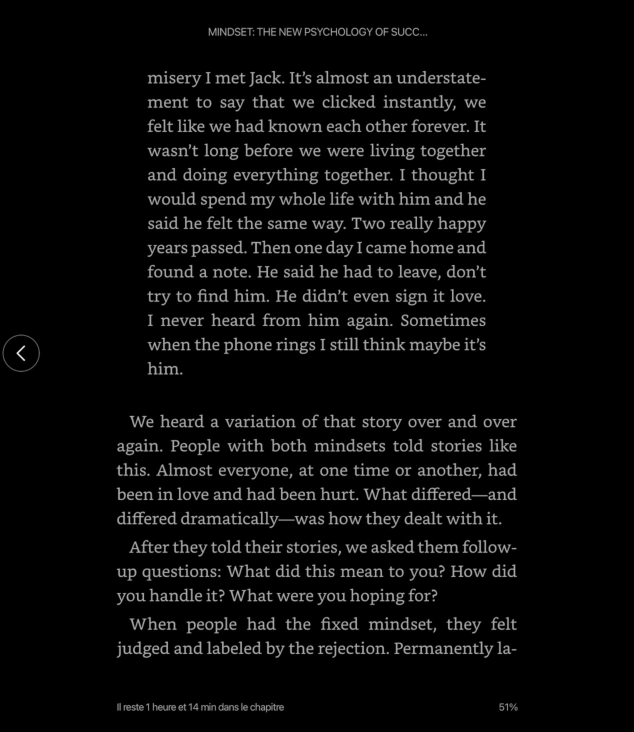 MINDSET: THE NEW PSYCHOLOGY OF SUCC...
misery I met Jack. It’s almost an understate-
ment to say that we clicked instantly, we
felt like we had known each other forever. It
wasn’t long before we were living together
and doing everything together. I thought I
would spend my whole life with him and he
said he felt the same way. Two really happy
years passed. Then one day I came home and
found a note. He said he had to leave, don’t
try to find him. He didn’t even sign it love.
I never heard from him again. Sometimes
when the phone rings I still think maybe it’s
him.
We heard a variation of that story over and over
again. People with both mindsets told stories like
this. Almost everyone, at one time or another, had
been in love and had been hurt. What differed—and
differed dramatically—was how they dealt with it.
After they told their stories, we asked them follow-
up questions: What did this mean to you? How did
you handle it? What were you hoping for?
When people had the fixed mindset, they felt
judged and labeled by the rejection. Permanently la-
Il reste 1 heure et 14 min dans le chapitre
51%